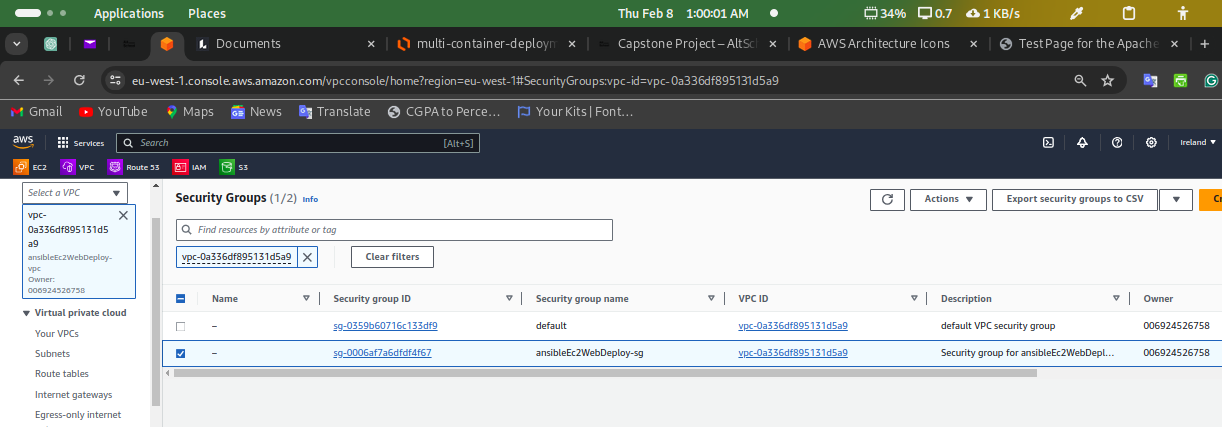 Applications Places Thu Feb 8 1:00:01 AM 34% 0.7 1 KB/s
Documents multi-container-deploym Capstone Project – AltSch AWS Architecture Icons Test Page for the Apache
eu-west-1.console.aws.amazon.com/vpcconsole/home?region=eu-west-1#SecurityGroups:vpc-id=vpc-0a336df895131d5a9
Gmail YouTube Maps News Translate CGPA to Perce… Your Kits | Font…
aws Services Search [Alt+S] Ireland
EC2 VPC Route 53 IAM S3
Select a VPC
vpc-
0a336df895131d5
a9
ansibleEc2WebDeploy-
vpc
Owner:
006924526758
Virtual private cloud
Your VPCs
Subnets
Route tables
Internet gateways
Egress-only internet
Security Groups (1/2) Info
Actions Export security groups to CSV Cr
Find resources by attribute or tag
vpc-0a336df895131d5a9 Clear filters
Name Security group ID Security group name VPC ID Description Owner
– sg-0359b60716c133df9 default vpc-0a336df895131d5a9 default VPC security group 006924526758
– sg-0006af7a6dfdf4f67 ansibleEc2WebDeploy-sg vpc-0a336df895131d5a9 Security group for ansibleEc2WebDepl... 006924526758